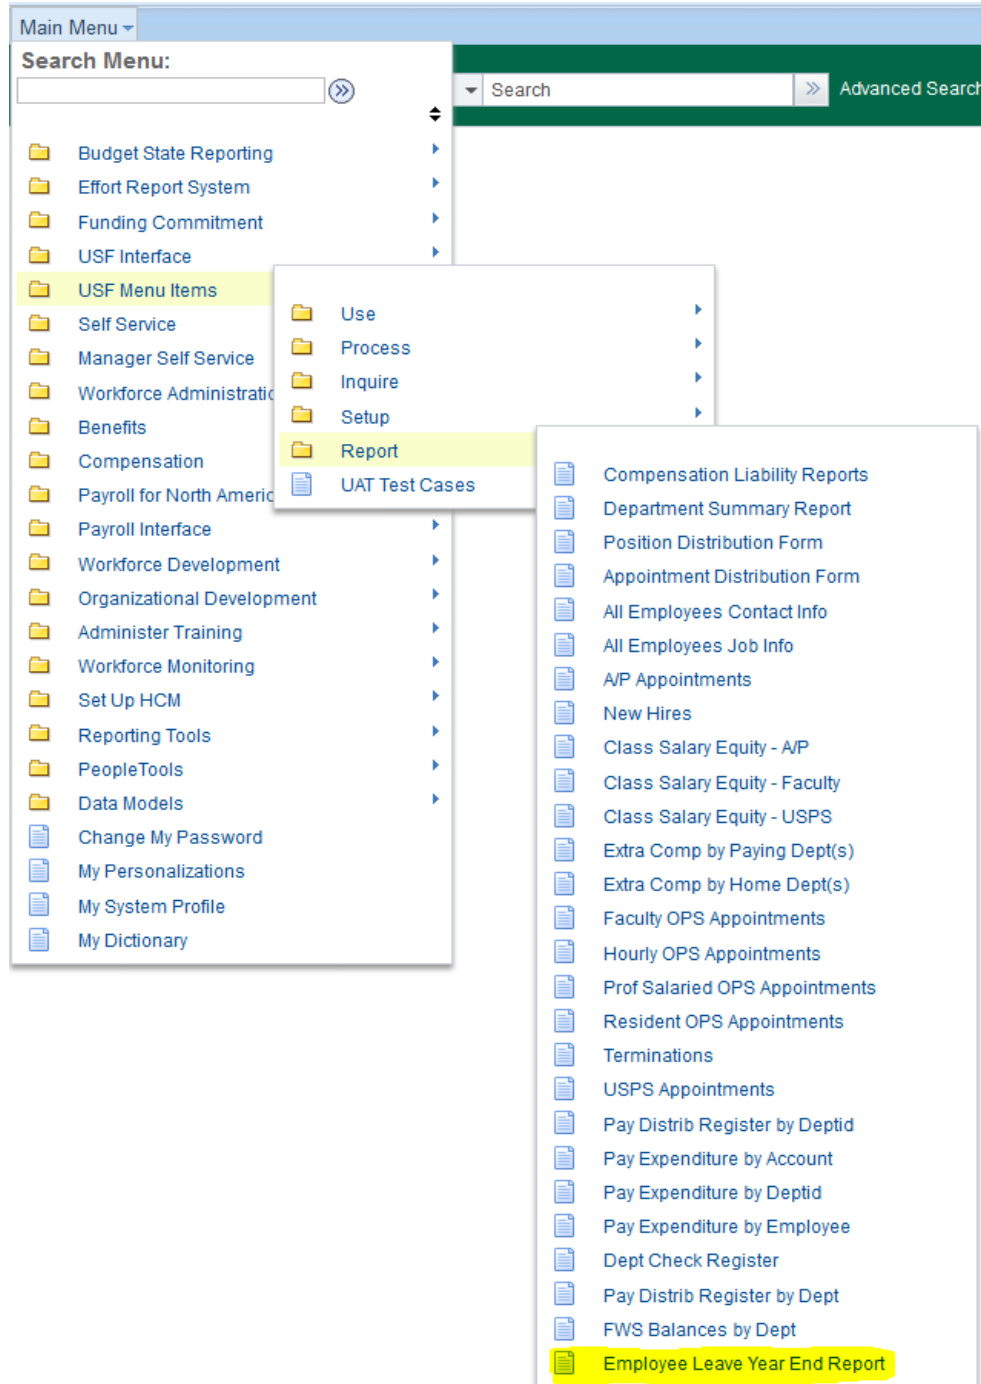 Main Menu
Search Menu:
Search
Advanced Search
Budget State Reporting
Effort Report System
Funding Commitment
USF Interface
USF Menu Items
Self Service
Manager Self Service
Workforce Administratio
Benefits
Compensation
Payroll for North Americ
Payroll Interface
Workforce Development
Organizational Development
Administer Training
Workforce Monitoring
Set Up HCM
Reporting Tools
PeopleTools
Data Models
Change My Password
My Personalizations
My System Profile
My Dictionary
Use
Process
Inquire
Setup
Report
UAT Test Cases
Compensation Liability Reports
Department Summary Report
Position Distribution Form
Appointment Distribution Form
All Employees Contact Info
All Employees Job Info
A/P Appointments
New Hires
Class Salary Equity - A/P
Class Salary Equity - Faculty
Class Salary Equity - USPS
Extra Comp by Paying Dept(s)
Extra Comp by Home Dept(s)
Faculty OPS Appointments
Hourly OPS Appointments
Prof Salaried OPS Appointments
Resident OPS Appointments
Terminations
USPS Appointments
Pay Distrib Register by Deptid
Pay Expenditure by Account
Pay Expenditure by Deptid
Pay Expenditure by Employee
Dept Check Register
Pay Distrib Register by Dept
FWS Balances by Dept
Employee Leave Year End Report